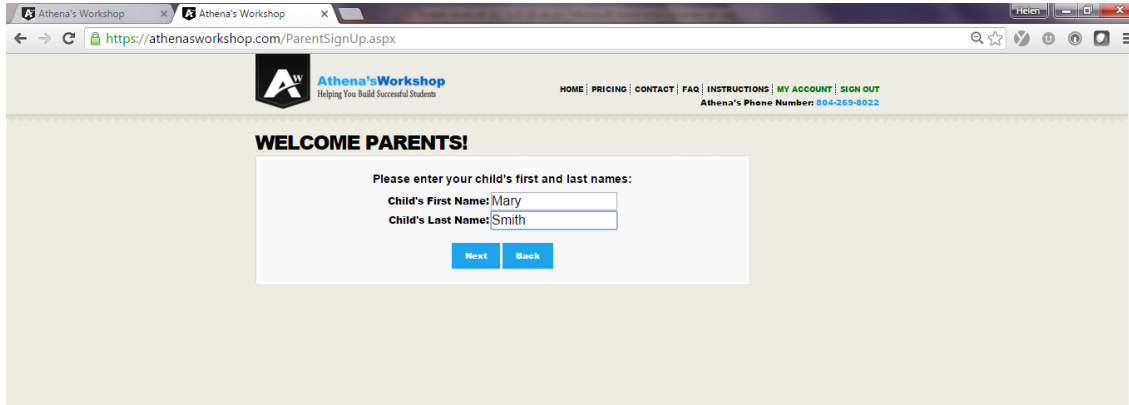 Athena's Workshop
Athena's Workshop
Helen
https://athenasworkshop.com/ParentSignUp.aspx
AW
Athena'sWorkshop
Helping You Build Successful Students
HOME PRICING CONTACT FAQ INSTRUCTIONS MY ACCOUNT SIGN OUT
Athena's Phone Number: 804-269-8022
WELCOME PARENTS!
Please enter your child's first and last names:
Child's First Name: Mary
Child's Last Name: Smith
Next Back